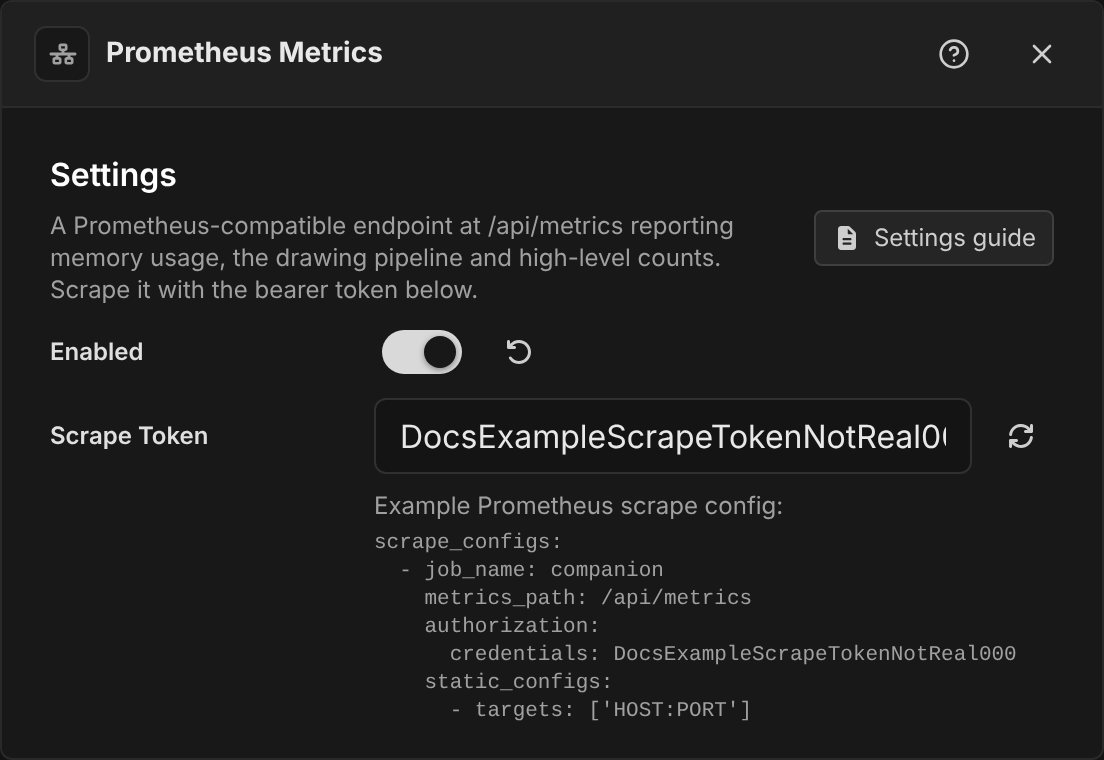 Prometheus Metrics
Settings
A Prometheus-compatible endpoint at /api/metrics reporting
memory usage, the drawing pipeline and high-level counts.
Scrape it with the bearer token below.
Settings guide
Enabled
Scrape Token
DocsExampleScrapeTokenNotReal0
Example Prometheus scrape config:
scrape_configs:
  - job_name: companion
    metrics_path: /api/metrics
    authorization:
      credentials: DocsExampleScrapeTokenNotReal000
    static_configs:
      - targets: ['HOST:PORT']